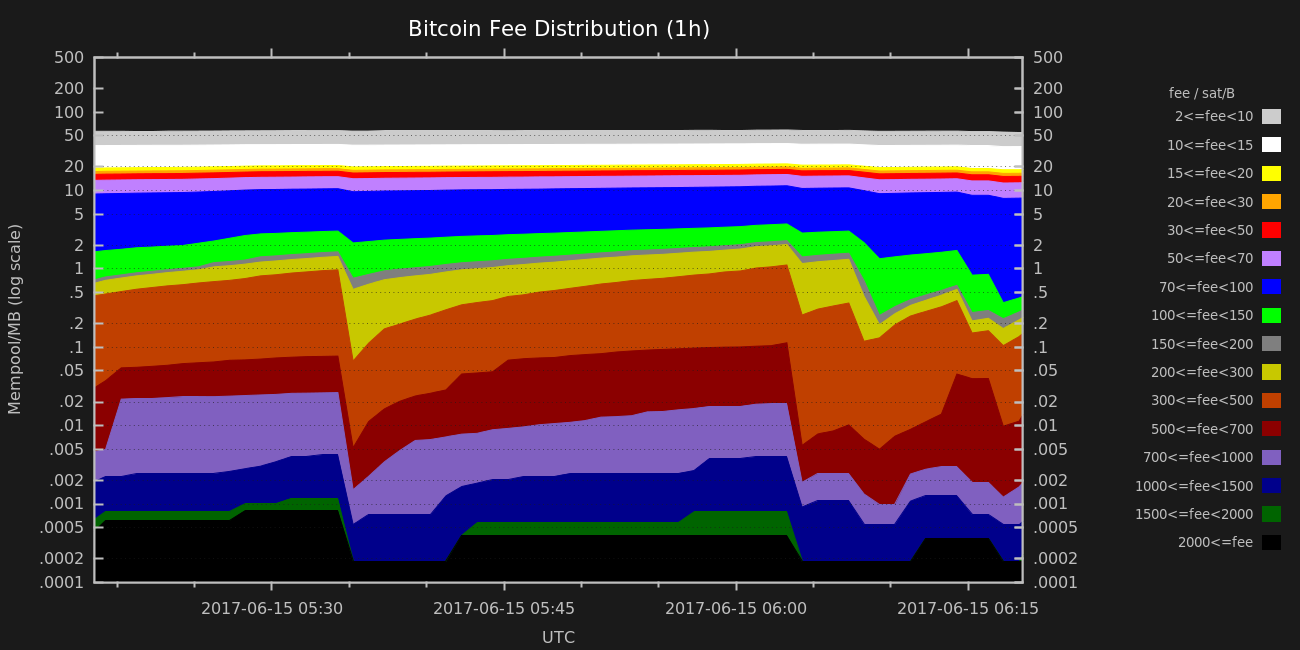 Bitcoin Fee Distribution (1h)
500 500
200 200
100 100
50 50
20 20
10 10
5 5
2 2
1 1
.5 .5
.2 .2
.1 .1
.05 .05
.02 .02
.01 .01
.005 .005
.002 .002
.001 .001
.0005 .0005
.0002 .0002
.0001 .0001
Mempool/MB (log scale)
2017-06-15 05:30 2017-06-15 05:45 2017-06-15 06:00 2017-06-15 06:15
UTC
fee / sat/B
2<=fee<10
10<=fee<15
15<=fee<20
20<=fee<30
30<=fee<50
50<=fee<70
70<=fee<100
100<=fee<150
150<=fee<200
200<=fee<300
300<=fee<500
500<=fee<700
700<=fee<1000
1000<=fee<1500
1500<=fee<2000
2000<=fee